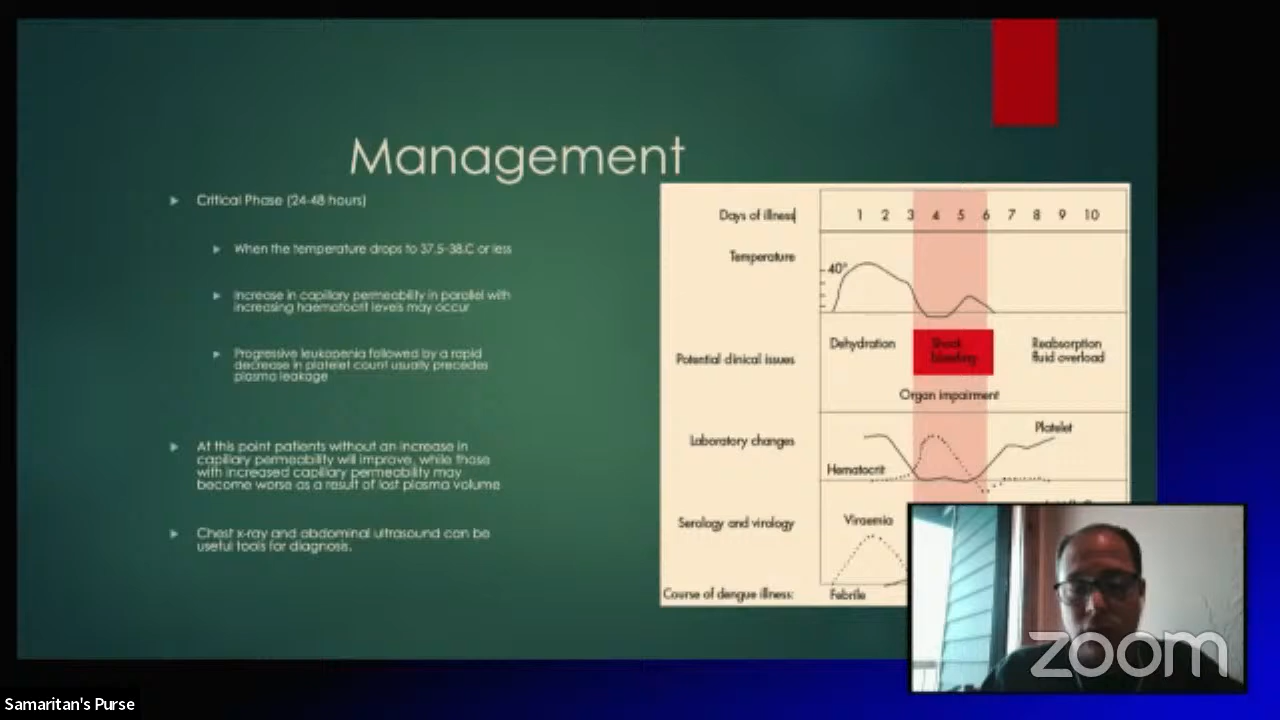 Management
Critical Phase (24-48 hours)
When the temperature drops to 37.5-38.C or less
Increase in capillary permeability in parallel with
increasing haematocrit levels may occur
Progressive leukopenia followed by a rapid
decrease in platelet count usually precedes
plasma leakage
At this point patients without an increase in
capillary permeability will improve, while those
with increased capillary permeability may
become worse as a result of lost plasma volume
Chest x-ray and abdominal ultrasound can be
useful tools for diagnosis.
Days of illness 1 2 3 4 5 6 7 8 9 10
Temperature
40°
Dehydration Shock Reabsorption
bleeding fluid overload
Potential clinical issues
Organ impairment
Laboratory changes
Platelet
Hematocrit
Serology and virology
Viraemia
Course of dengue illness: Febrile
zoom
Samaritan's Purse